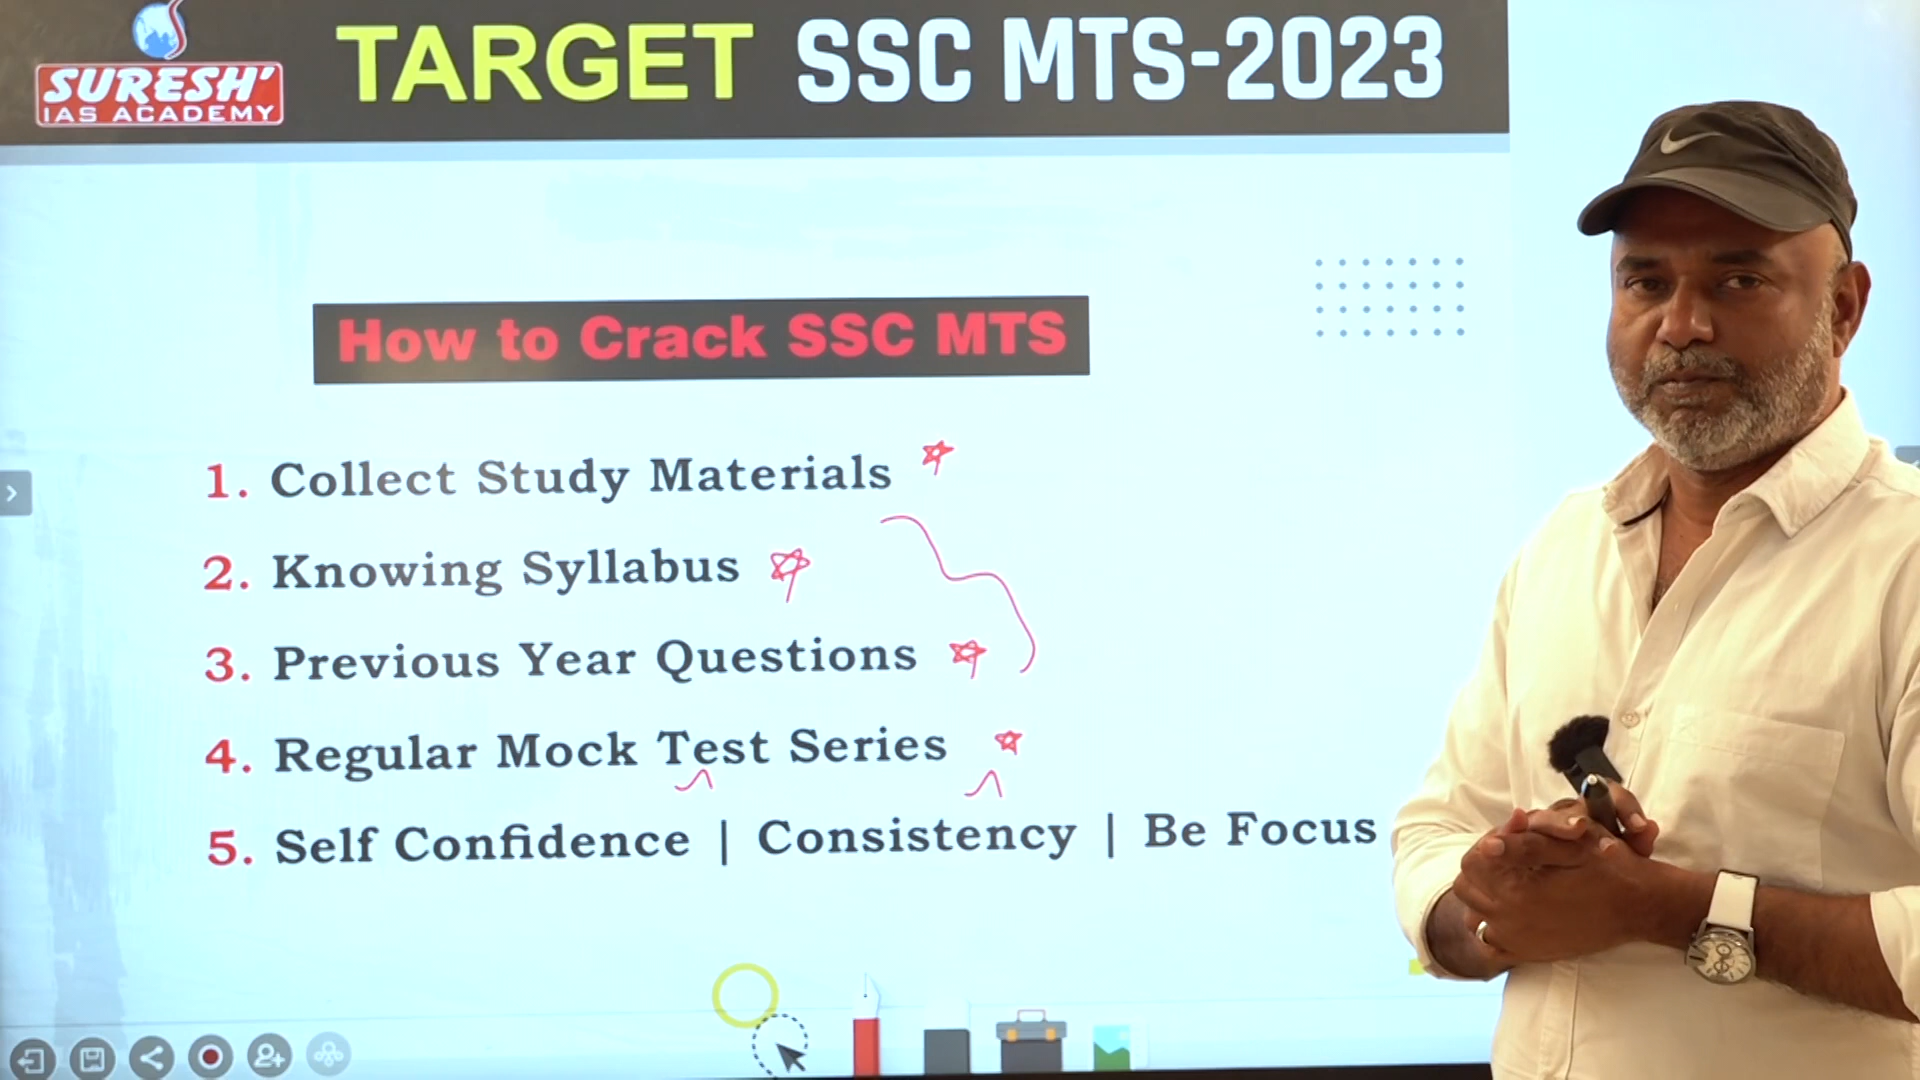 SURESH'
IAS ACADEMY
TARGET SSC MTS-2023
How to Crack SSC MTS
1. Collect Study Materials
2. Knowing Syllabus
3. Previous Year Questions
4. Regular Mock Test Series
5. Self Confidence | Consistency | Be Focus